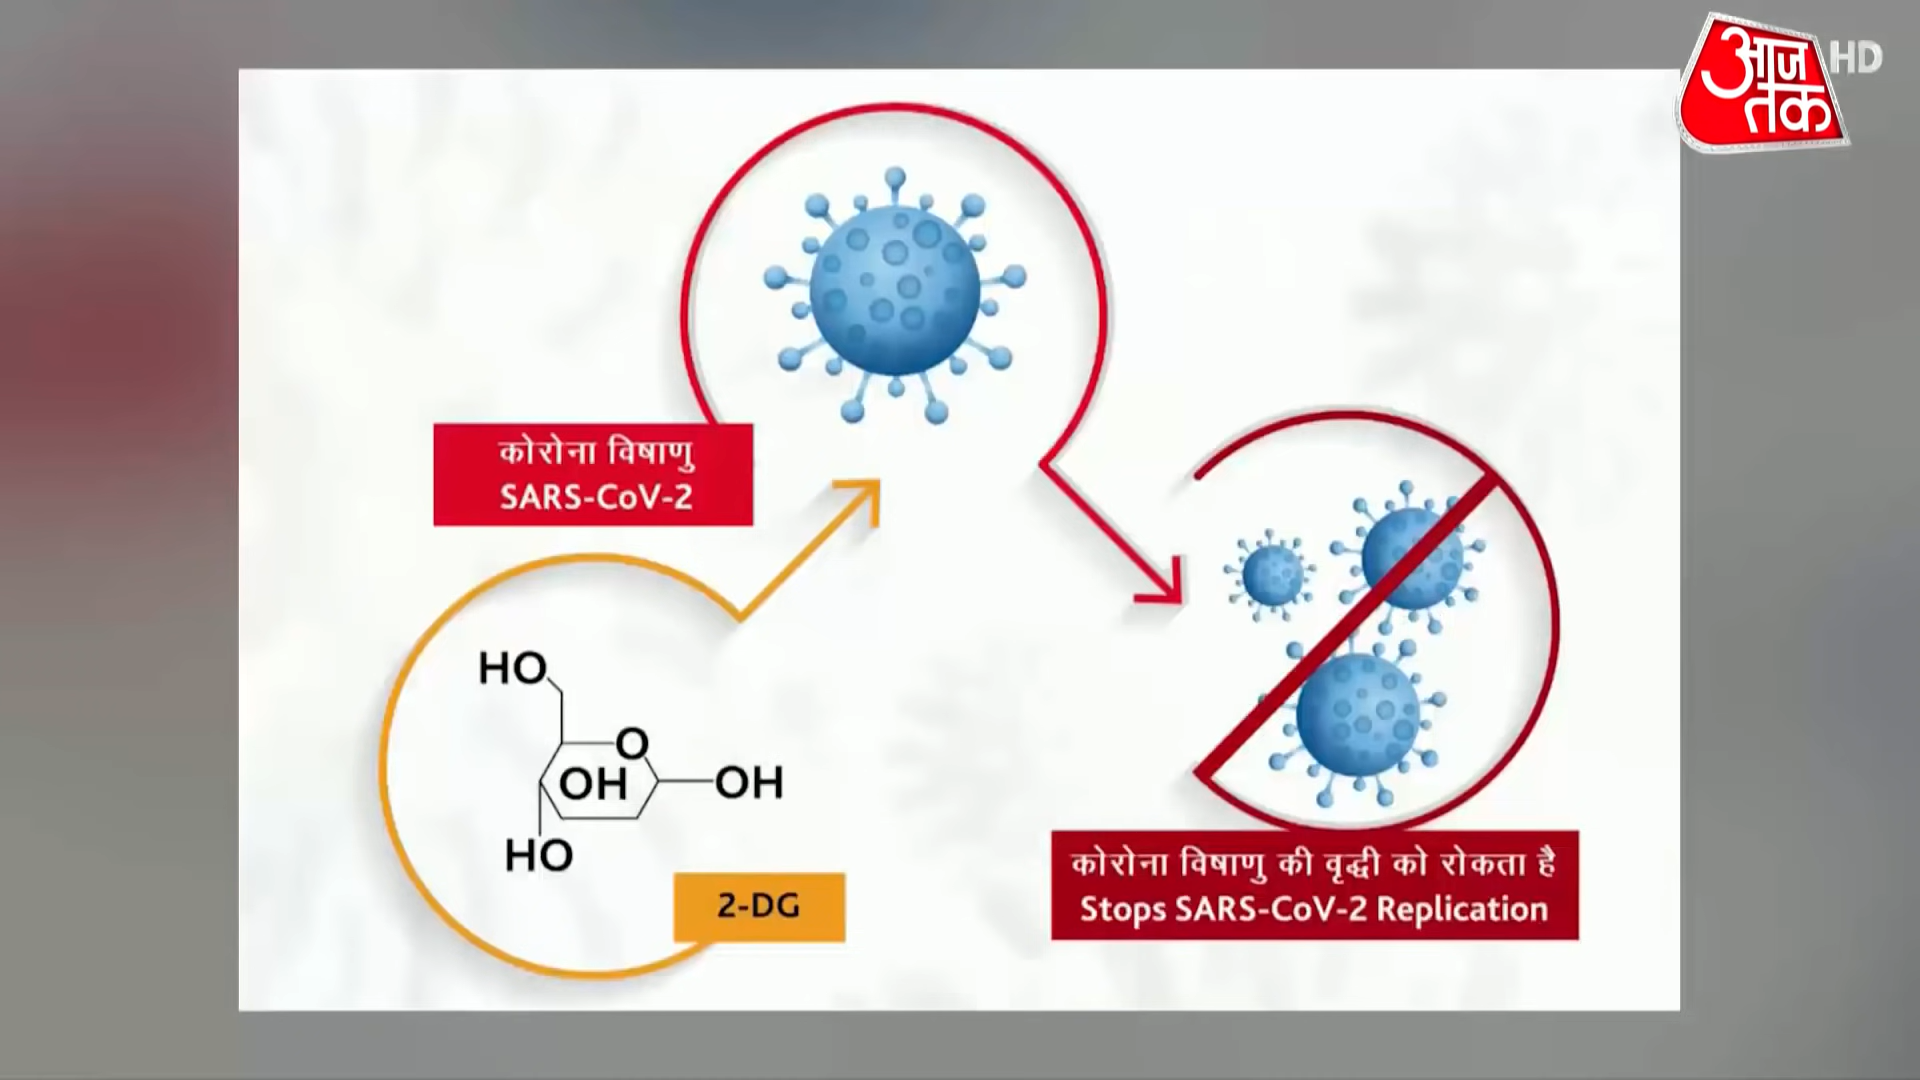 आज
तक
HD
कोरोना विषाणु
SARS-CoV-2
HO
O
OH
OH
HO
2-DG
कोरोना विषाणु की वृद्धी को रोकता है
Stops SARS-CoV-2 Replication